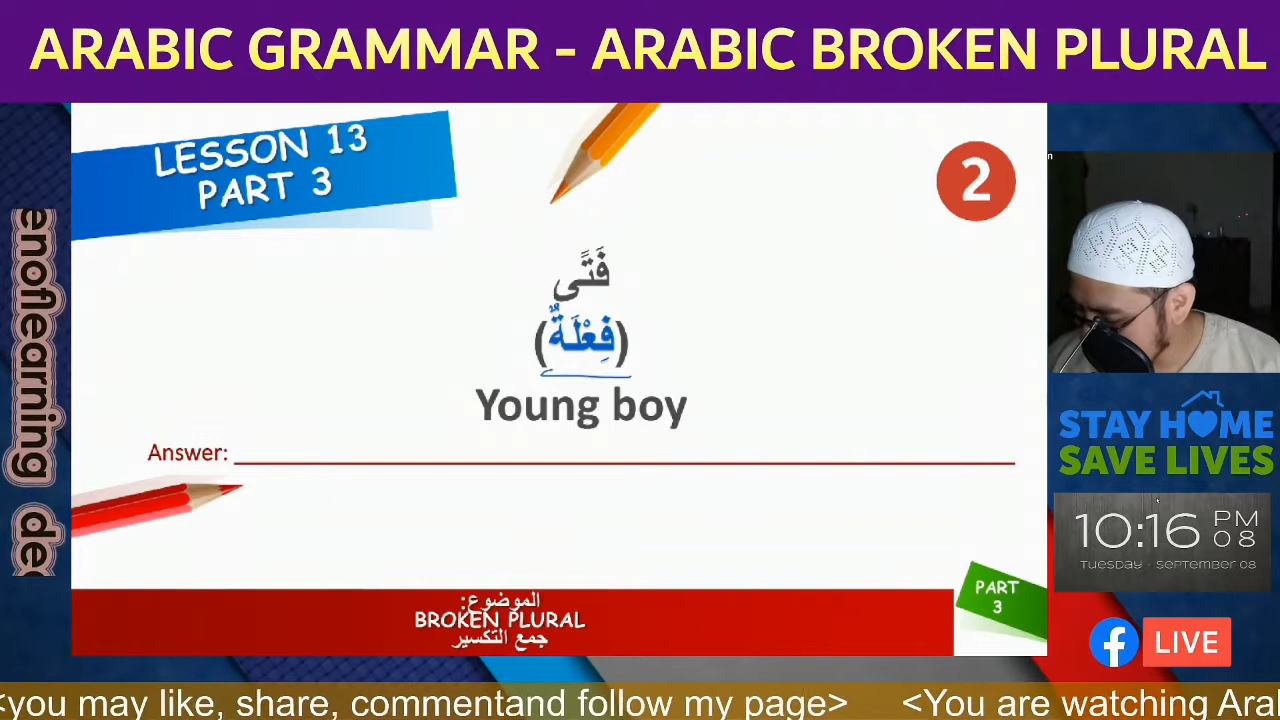 ARABIC GRAMMAR - ARABIC BROKEN PLURAL
LESSON 13
PART 3
2
فَتًى
(فِعْلَةٌ)
Young boy
Answer:
PART
3
الموضوع:
BROKEN PLURAL
جمع التكسير
enoflearning de
STAY HOME
SAVE LIVES
10:16 PM
08
TUESDAY - SEPTEMBER 08
LIVE
<you may like, share, commentand follow my page> <You are watching Ara